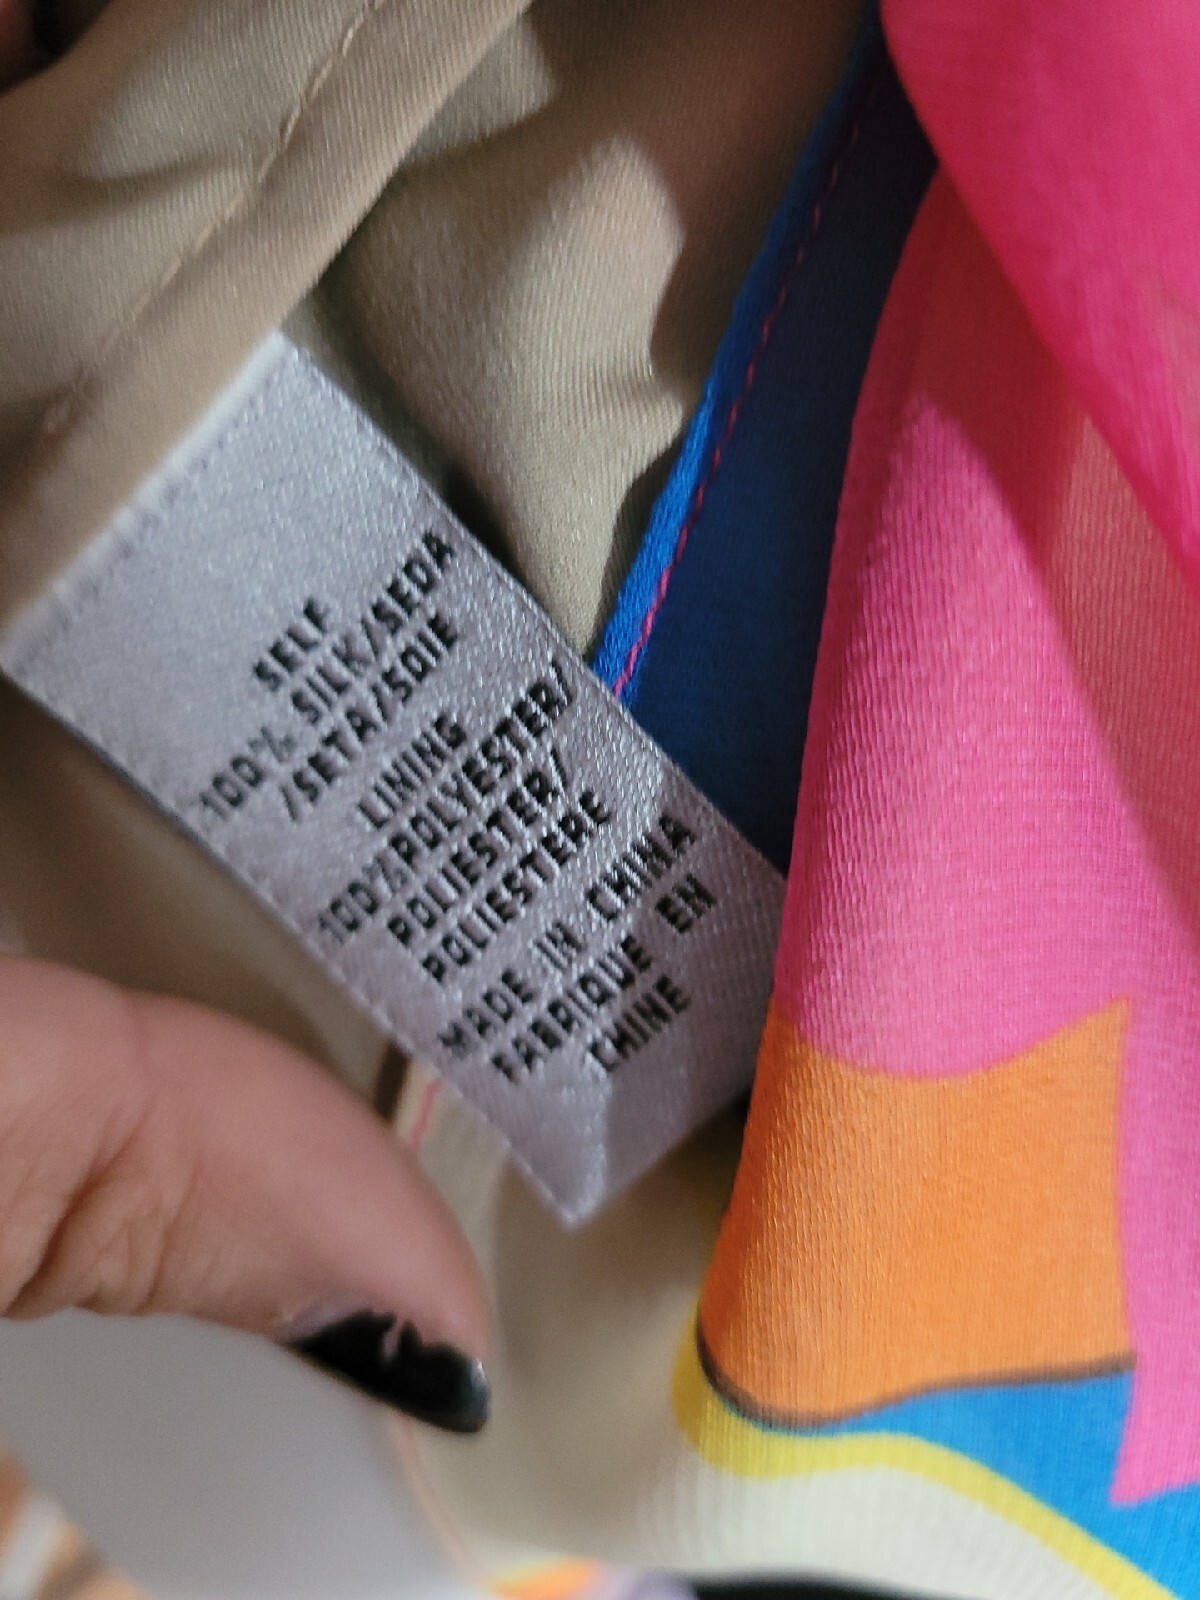 SELF
100% SILK/SEDA
/SETA/SOIE
LINING
100%POLYESTER/
POLIESTER/
POLIESTERE
MADE IN CHINA
FABRIQUE EN
CHINE